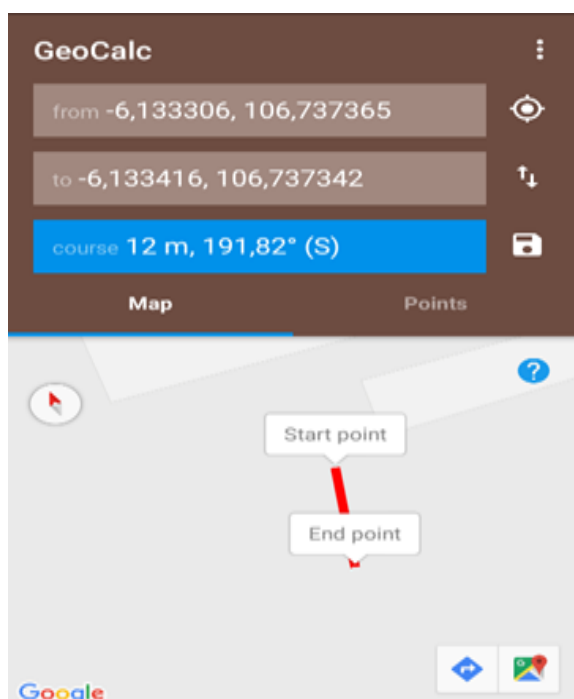 GeoCalc
from -6,133306, 106,737365
to -6,133416, 106,737342
course 12 m, 191,82° (S)
Map Points
?
Start point
End point
Google